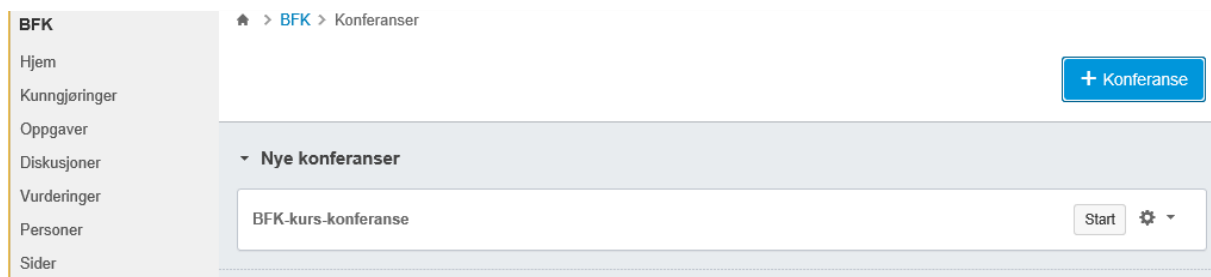 BFK
Hjem
Kunngjøringer
Oppgaver
Diskusjoner
Vurderinger
Personer
Sider
> BFK > Konferanser
+ Konferanse
Nye konferanser
BFK-kurs-konferanse
Start